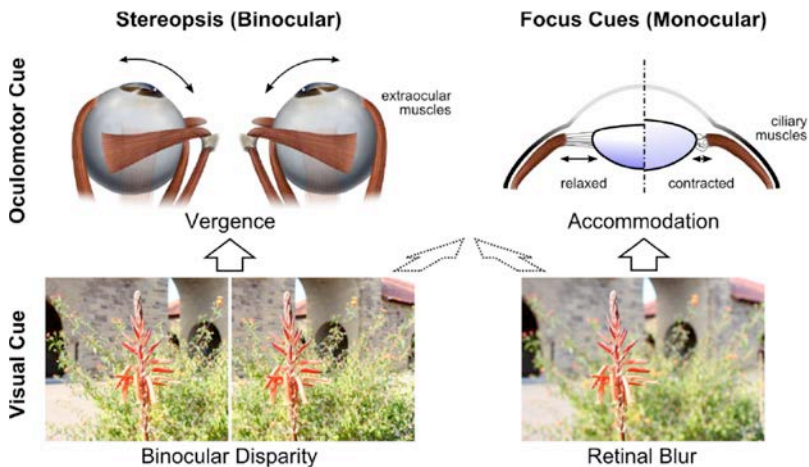 Stereopsis (Binocular)
Focus Cues (Monocular)
Oculomotor Cue
extraocular
muscles
ciliary
muscles
relaxed
contracted
Vergence
Accommodation
Visual Cue
Binocular Disparity
Retinal Blur